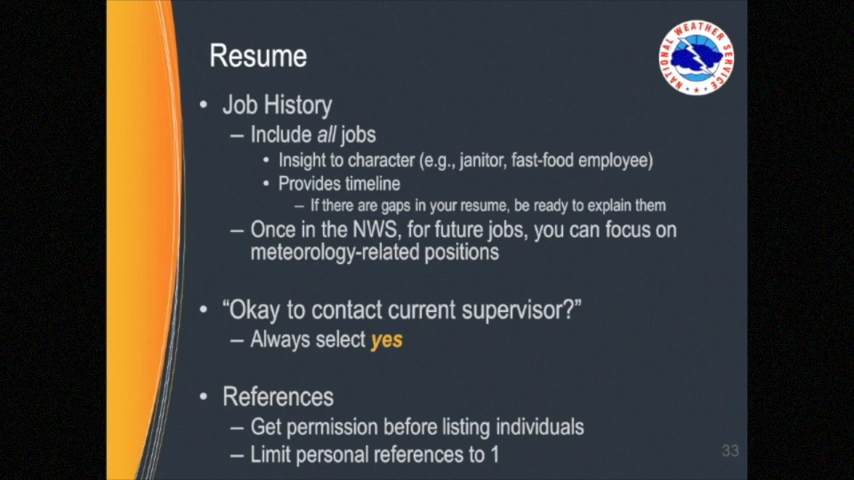 Resume
NATIONAL WEATHER SERVICE
• Job History
– Include all jobs
• Insight to character (e.g., janitor, fast-food employee)
• Provides timeline
– If there are gaps in your resume, be ready to explain them
– Once in the NWS, for future jobs, you can focus on
meteorology-related positions
• “Okay to contact current supervisor?”
– Always select yes
• References
– Get permission before listing individuals
– Limit personal references to 1
33